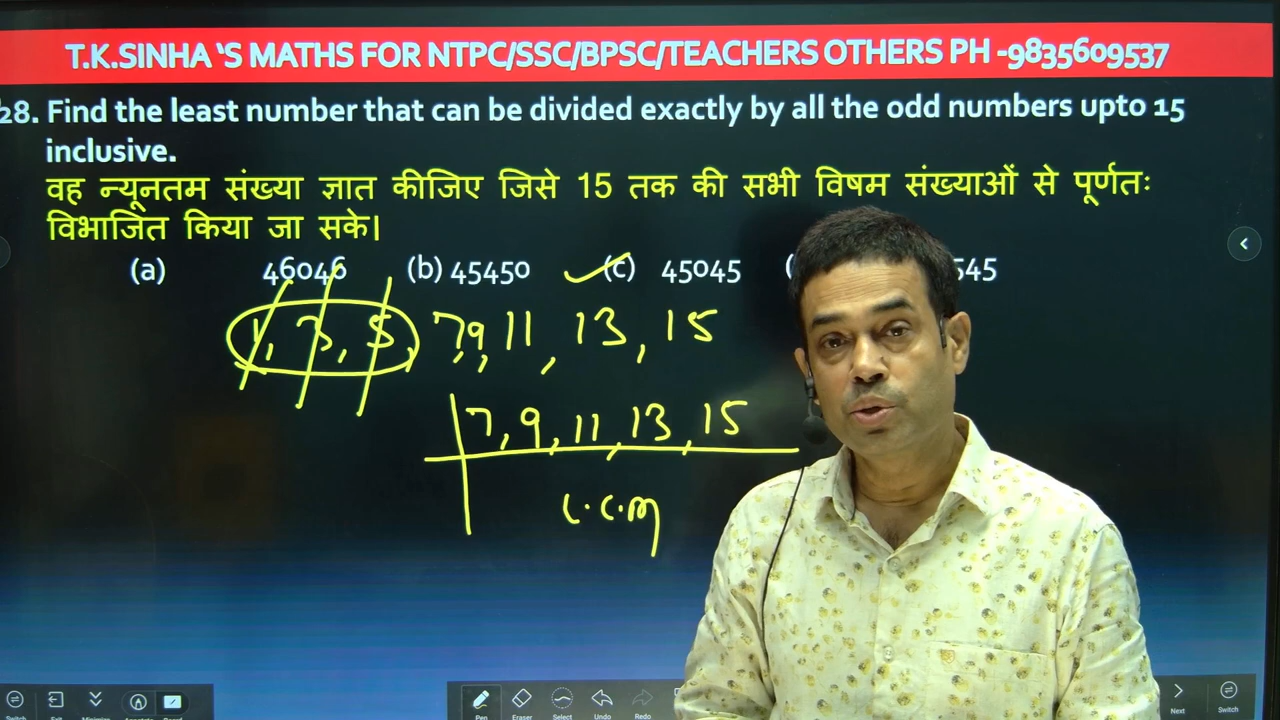 T.K.SINHA ‘S MATHS FOR NTPC/SSC/BPSC/TEACHERS OTHERS PH -9835609537
28. Find the least number that can be divided exactly by all the odd numbers upto 15
inclusive.
वह न्यूनतम संख्या ज्ञात कीजिए जिसे 15 तक की सभी विषम संख्याओं से पूर्णतः
विभाजित किया जा सके।
(a) 46046 (b) 45450 (c) 45045 545
1, 3, 5, 7, 9, 11, 13, 15
7, 9, 11, 13, 15
L.C.M
Switch Pen Eraser Select Undo Redo Next Switch